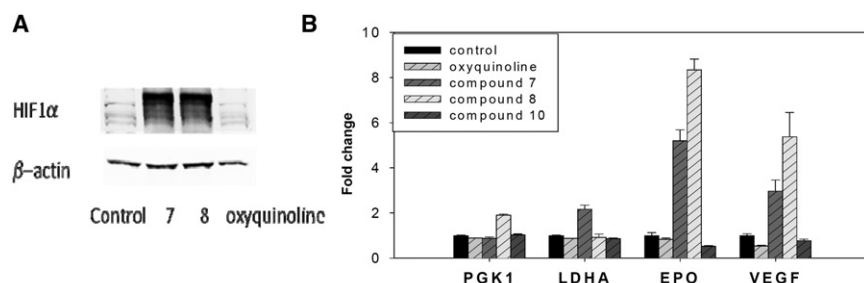 A
HIF1α
β–actin
Control 7 8 oxyquinoline
B
10
8
6
4
2
0
Fold change
control
oxyquinoline
compound 7
compound 8
compound 10
PGK1 LDHA EPO VEGF